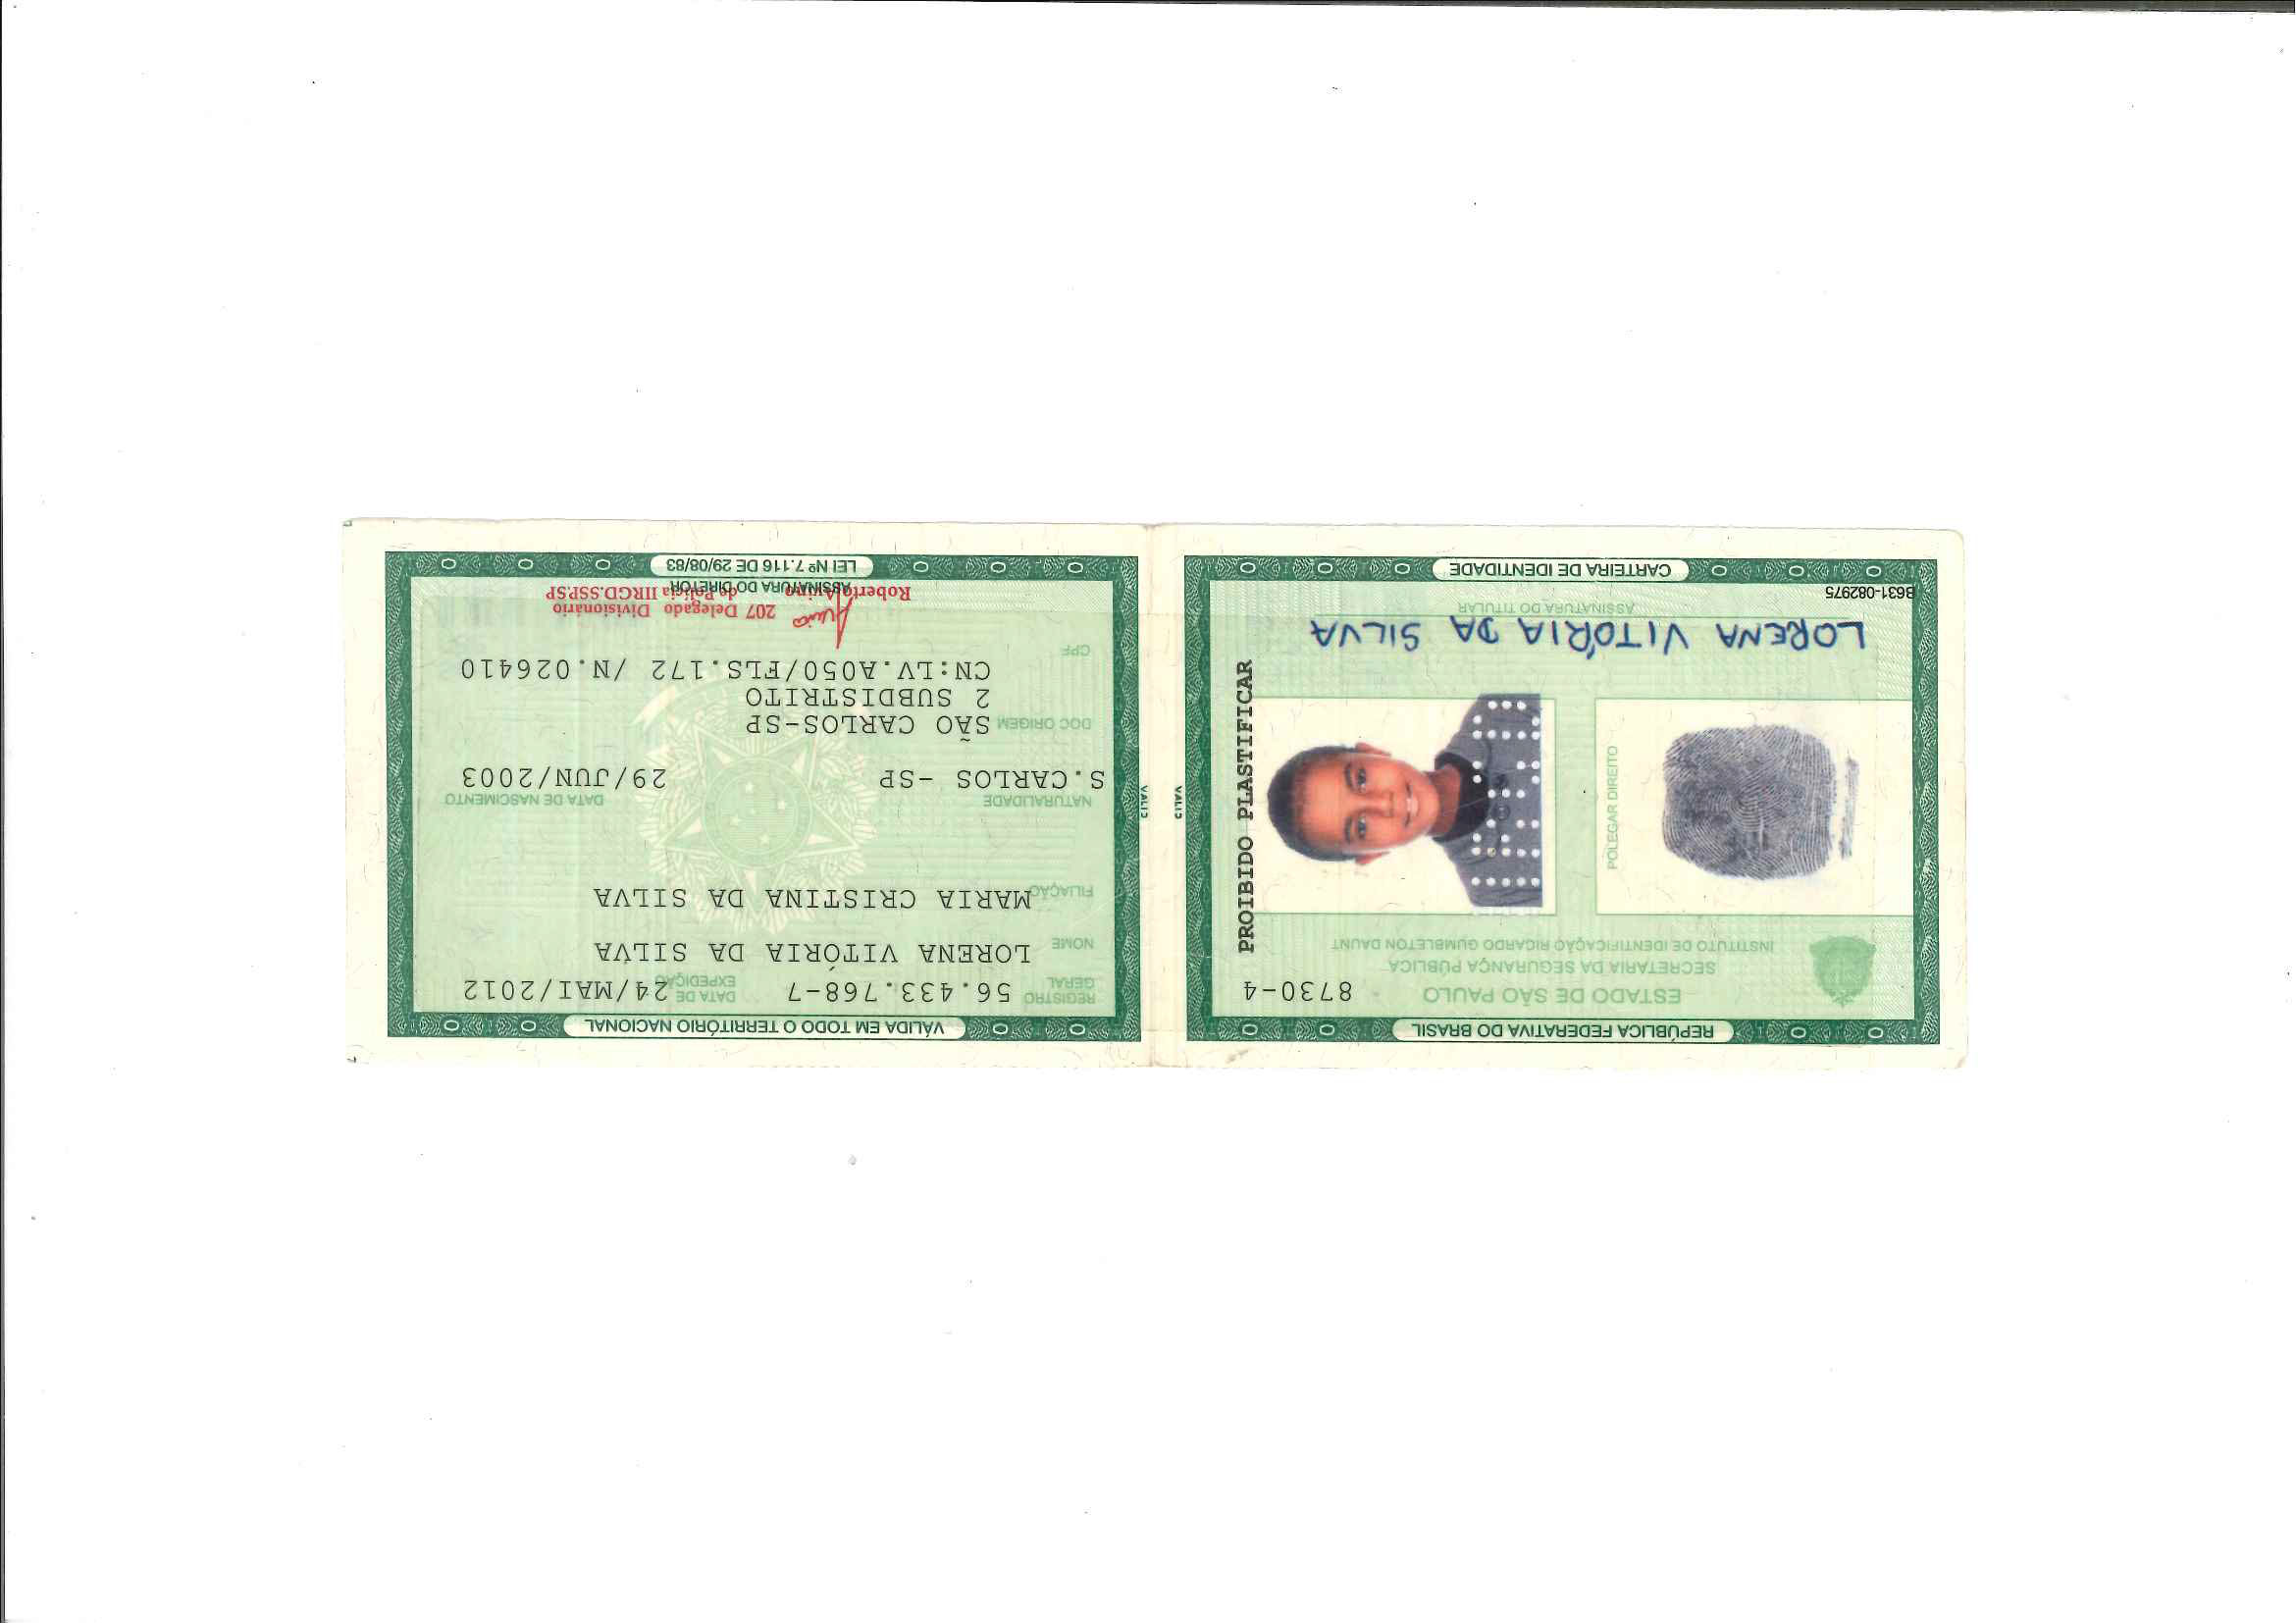 REPÚBLICA FEDERATIVA DO BRASIL
ESTADO DE SÃO PAULO
8730-4
SECRETARIA DA SEGURANÇA PÚBLICA
INSTITUTO DE IDENTIFICAÇÃO RICARDO GUMBLETON DAUNT
POLEGAR DIREITO
PROIBIDO PLASTIFICAR
LORENA VITÓRIA DA SILVA
ASSINATURA DO TITULAR
B631-082975
CARTEIRA DE IDENTIDADE
VÁLIDA EM TODO O TERRITÓRIO NACIONAL
REGISTRO GERAL 56.433.768-7 DATA DE EXPEDIÇÃO 24/MAI/2012
NOME LORENA VITÓRIA DA SILVA
FILIAÇÃO MARIA CRISTINA DA SILVA
NATURALIDADE DATA DE NASCIMENTO
S.CARLOS -SP 29/JUN/2003
DOC ORIGEM SÃO CARLOS-SP
2 SUBDISTRITO
CN:LV.A050/FLS.172 /N.026410
CPF
207 Delegado Divisionário
Roberto Avino de Polícia IIRGD.SSP.SP
ASSINATURA DO DIRETOR
LEI Nº 7.116 DE 29/08/83